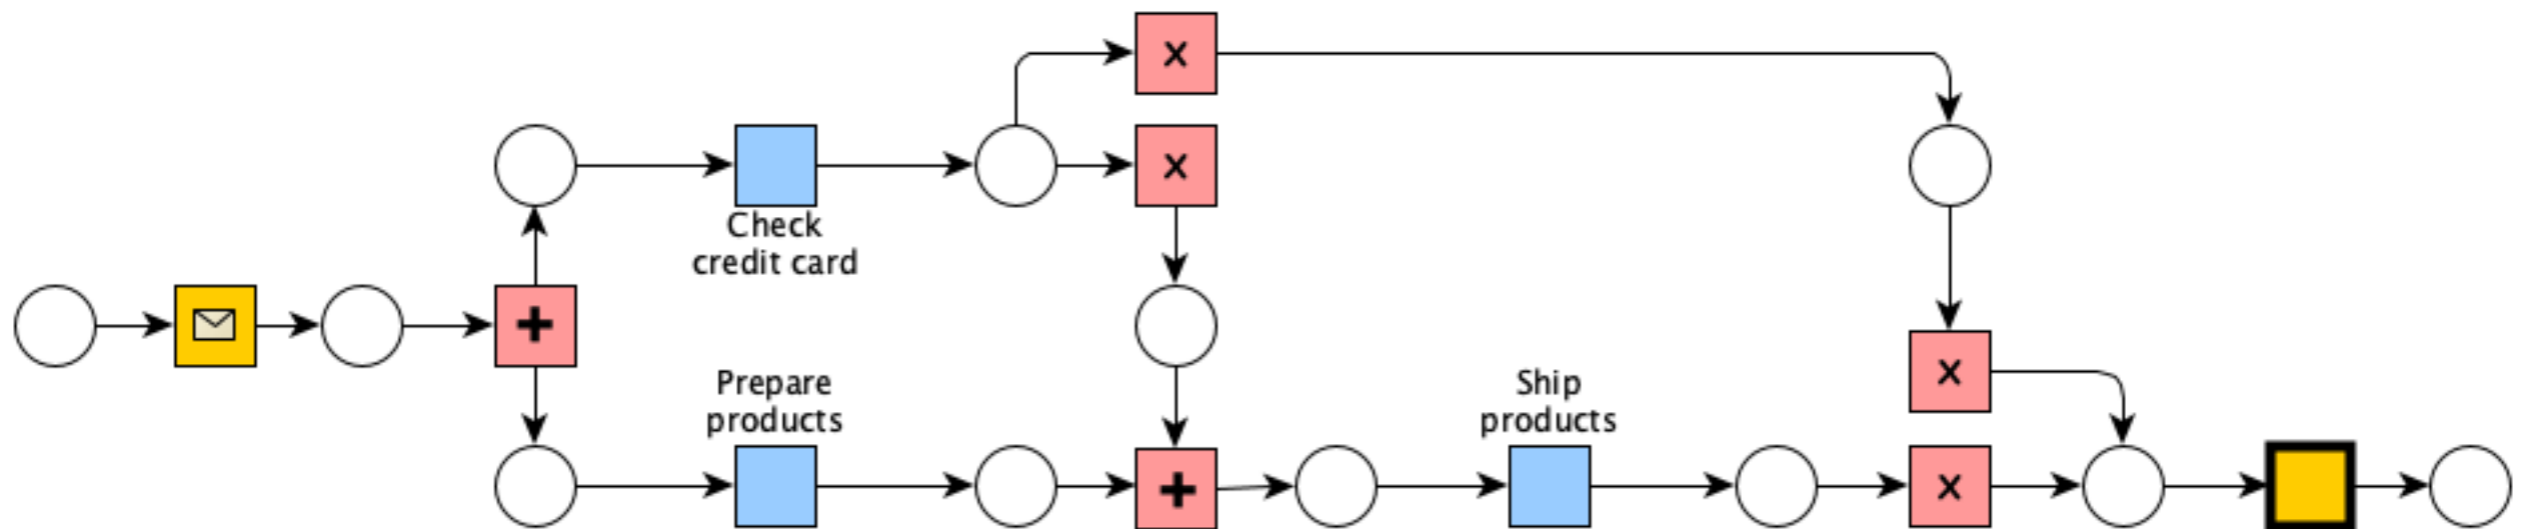 Check
credit card
Prepare
products
Ship
products